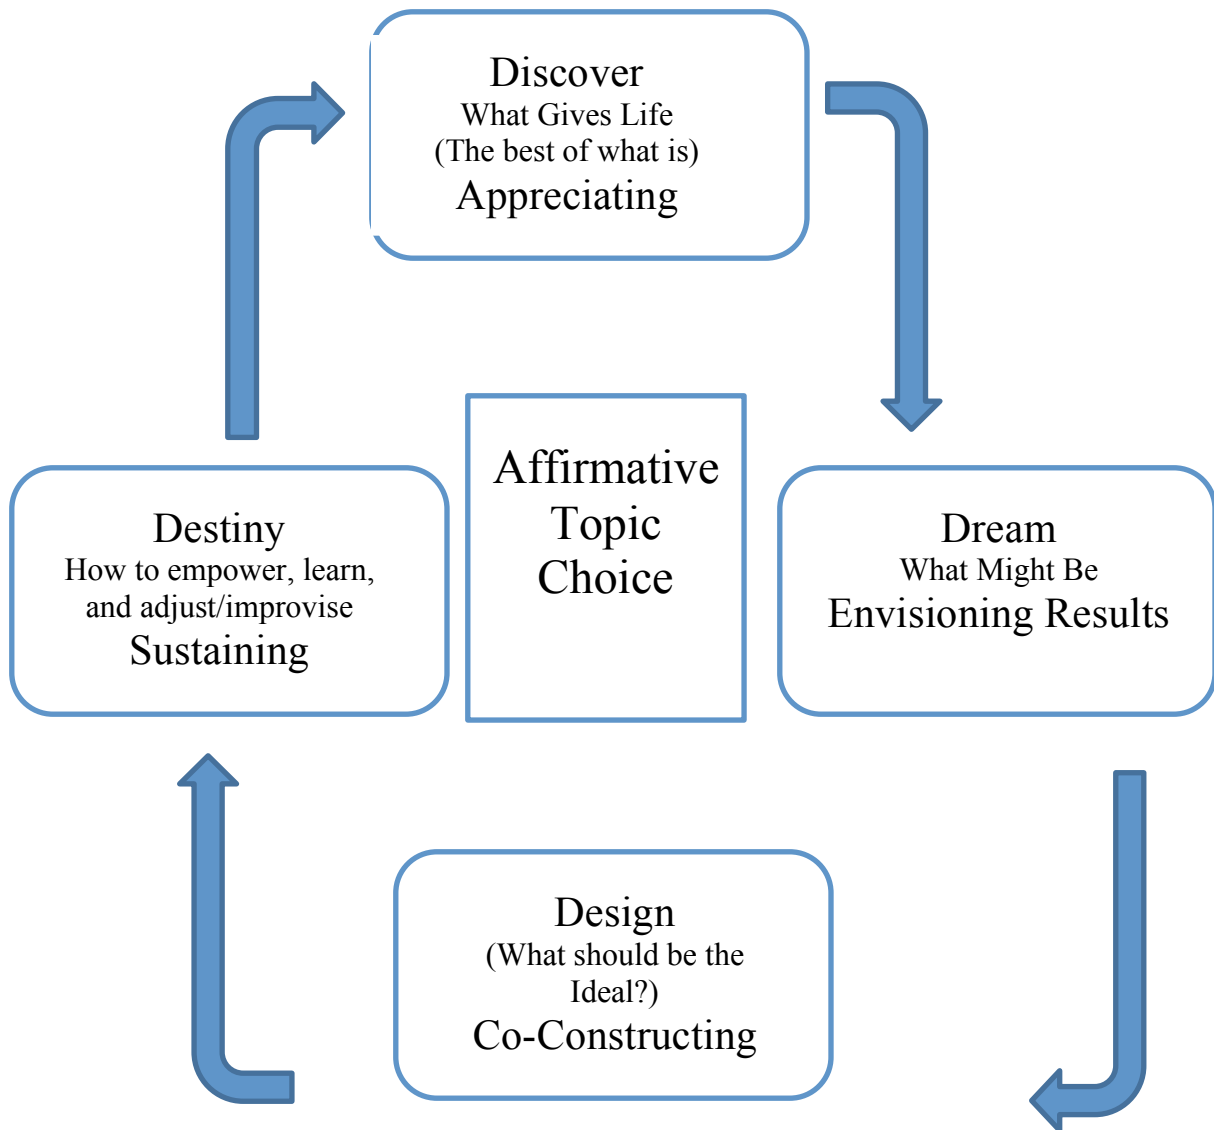 Discover
What Gives Life
(The best of what is)
Appreciating
Affirmative
Topic
Choice
Destiny
How to empower, learn,
and adjust/improvise
Sustaining
Dream
What Might Be
Envisioning Results
Design
(What should be the
Ideal?)
Co-Constructing